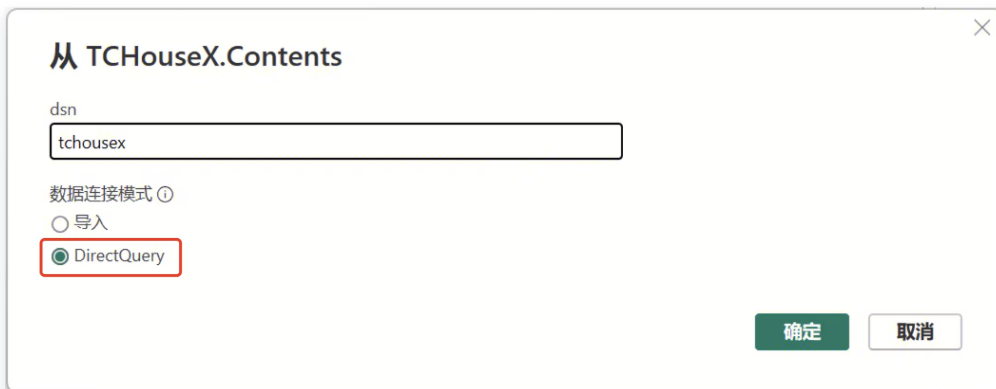 从 TCHouseX.Contents
dsn
tchousex
数据连接模式
导入
DirectQuery
确定 取消